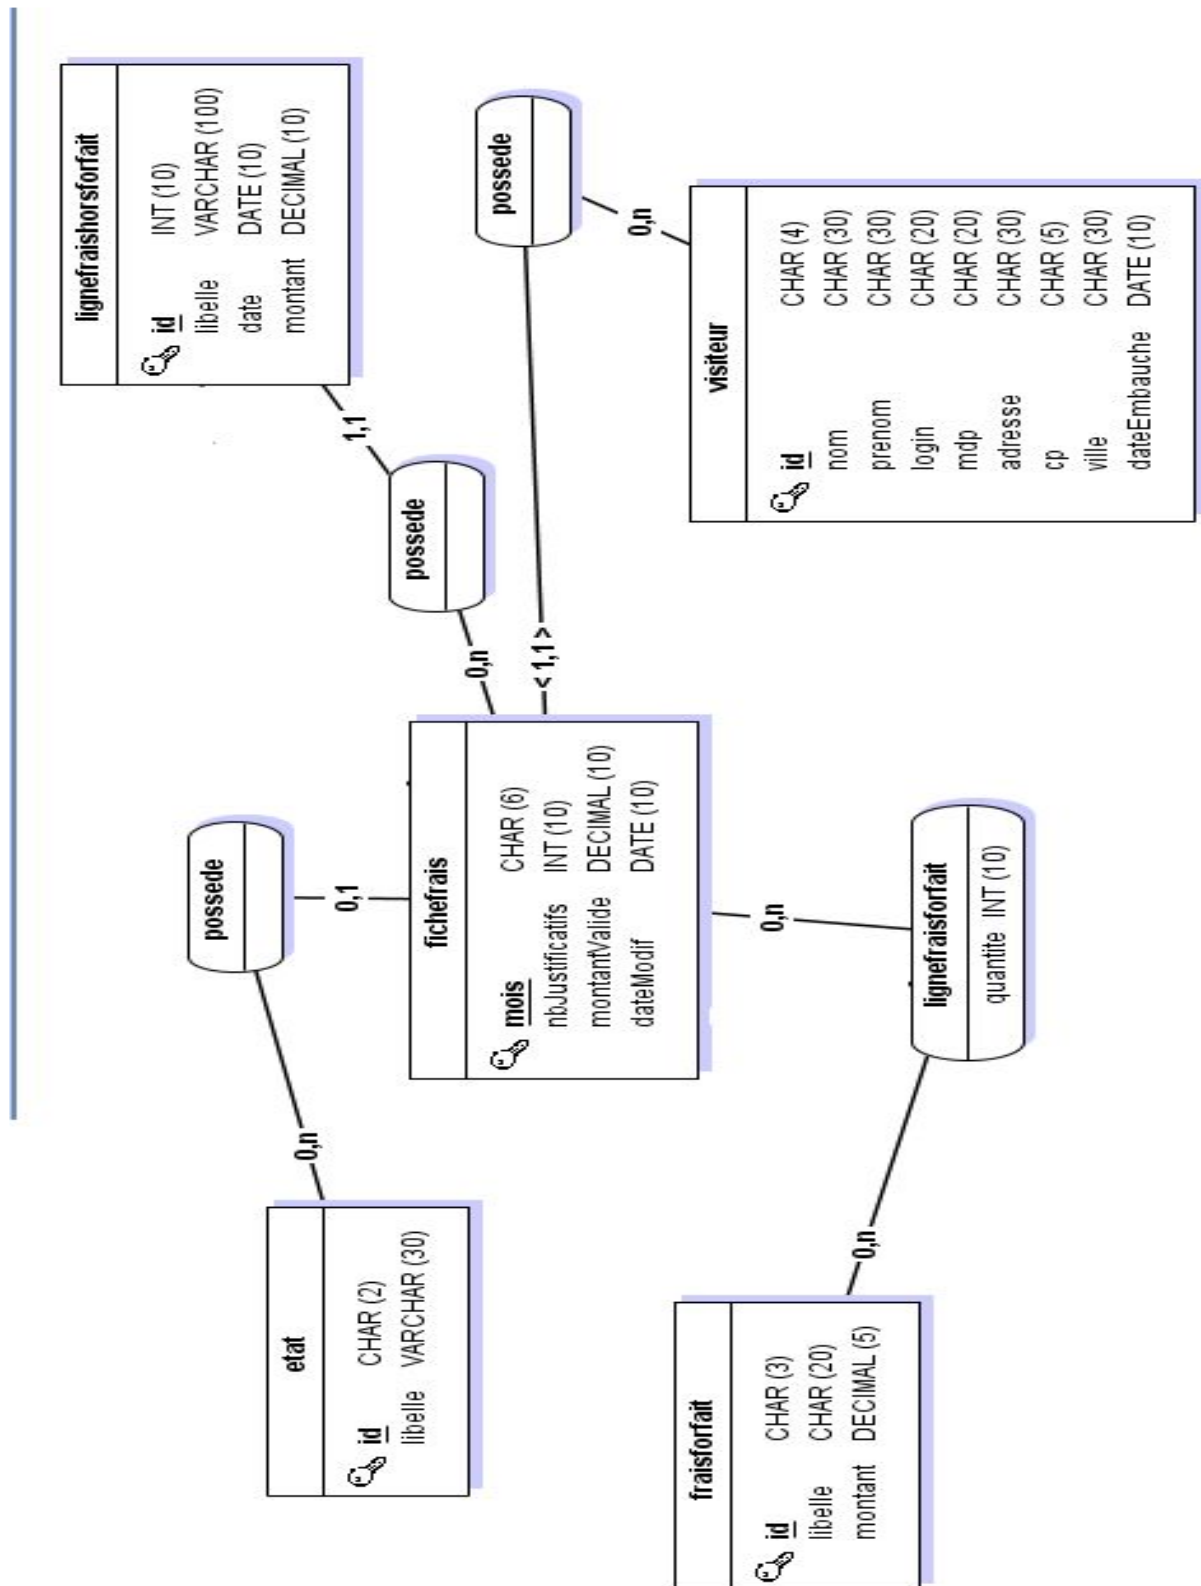 etat
id CHAR (2)
libelle VARCHAR (30)
0,n
possede
0,1
lignefraishorsforfait
id INT (10)
libelle VARCHAR (100)
date DATE (10)
montant DECIMAL (10)
1,1
possede
0,n
fichefrais
mois CHAR (6)
nbJustificatifs INT (10)
montantValide DECIMAL (10)
dateModif DATE (10)
< 1,1 >
possede
0,n
fraisforfait
id CHAR (3)
libelle CHAR (20)
montant DECIMAL (5)
0,n
lignefraisforfait
quantite INT (10)
0,n
visiteur
id CHAR (4)
nom CHAR (30)
prenom CHAR (30)
login CHAR (20)
mdp CHAR (20)
adresse CHAR (30)
cp CHAR (5)
ville CHAR (30)
dateEmbauche DATE (10)